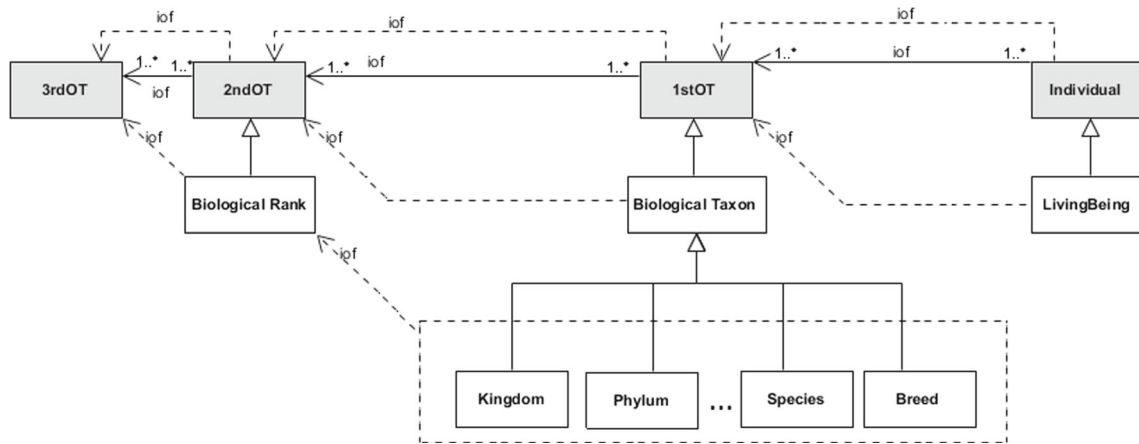 iof
iof
iof
1..*
1..*
iof
1..*
iof
1..*
1..*
1..*
3rdOT
iof
2ndOT
1stOT
Individual
iof
iof
iof
Biological Rank
Biological Taxon
LivingBeing
iof
Kingdom
Phylum
...
Species
Breed